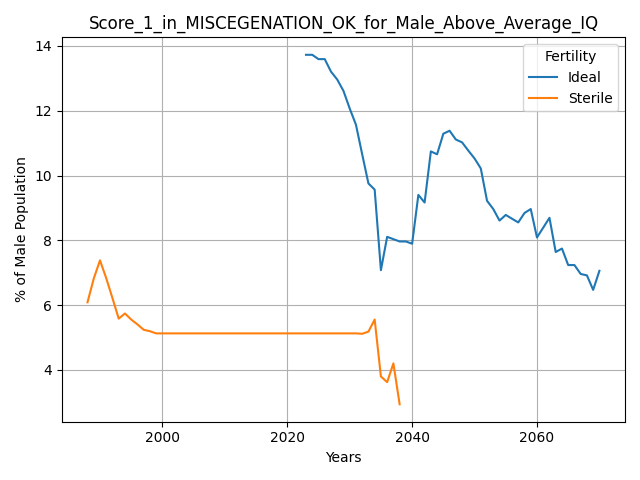 Score_1_in_MISCEGENATION_OK_for_Male_Above_Average_IQ
14
12
10
8
6
4
% of Male Population
Fertility
Ideal
Sterile
2000
2020
2040
2060
Years